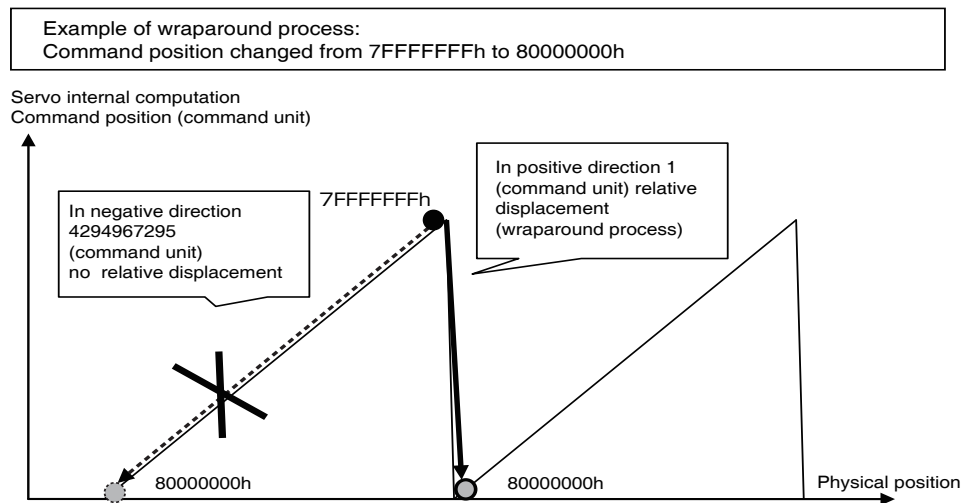 Example of wraparound process:
Command position changed from 7FFFFFFFh to 80000000h
Servo internal computation
Command position (command unit)
In negative direction
4294967295
(command unit)
no relative displacement
7FFFFFFFh
In positive direction 1
(command unit) relative
displacement
(wraparound process)
80000000h
80000000h
Physical position